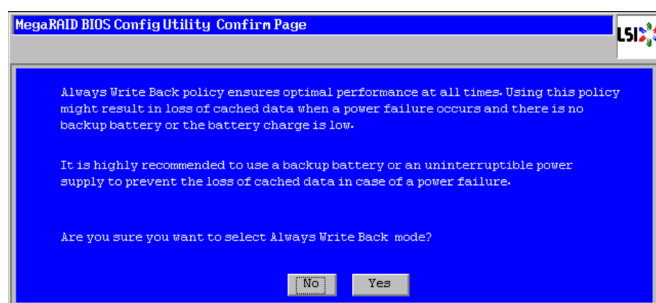 MegaRAID BIOS Config Utility Confirm Page
LSI
Always Write Back policy ensures optimal performance at all times. Using this policy
might result in loss of cached data when a power failure occurs and there is no
backup battery or the battery charge is low.
It is highly recommended to use a backup battery or an uninterruptible power
supply to prevent the loss of cached data in case of a power failure.
Are you sure you want to select Always Write Back mode?
No Yes